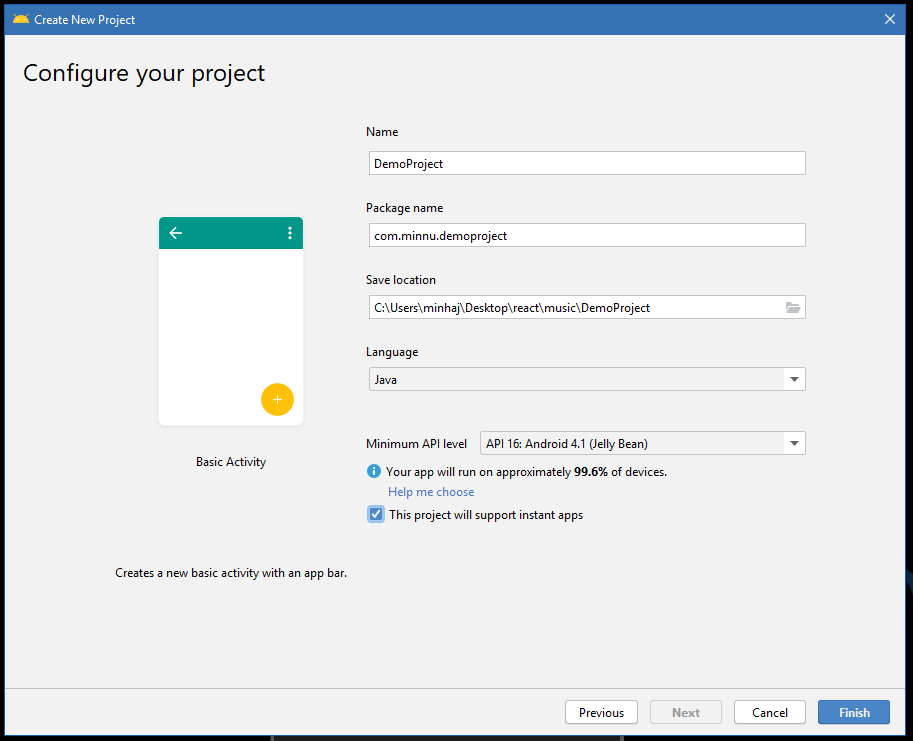 Create New Project
Configure your project
Name
DemoProject
Package name
com.minnu.demoproject
Save location
C:\Users\minhaj\Desktop\react\music\DemoProject
Language
Java
Minimum API level API 16: Android 4.1 (Jelly Bean)
Basic Activity
Your app will run on approximately 99.6% of devices.
Help me choose
This project will support instant apps
Creates a new basic activity with an app bar.
Previous Next Cancel Finish